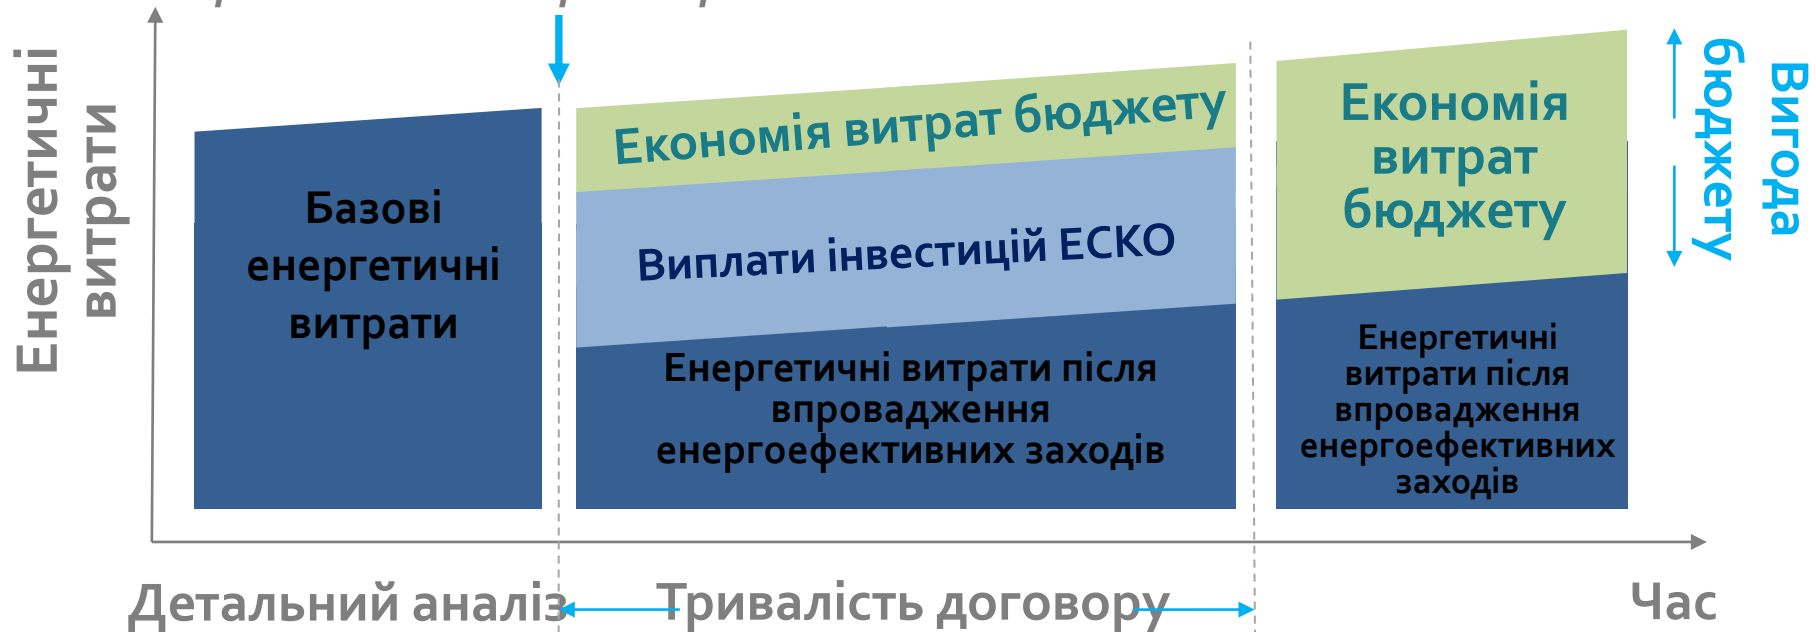 Енергетичні
витрати
Базові
енергетичні
витрати
Економія витрат бюджету
Виплати інвестицій ЕСКО
Енергетичні витрати після
впровадження
енергоефективних заходів
Економія
витрат
бюджету
Енергетичні
витрати після
впровадження
енергоефективних
заходів
Вигода
бюджету
Детальний аналіз
Тривалість договору
Час